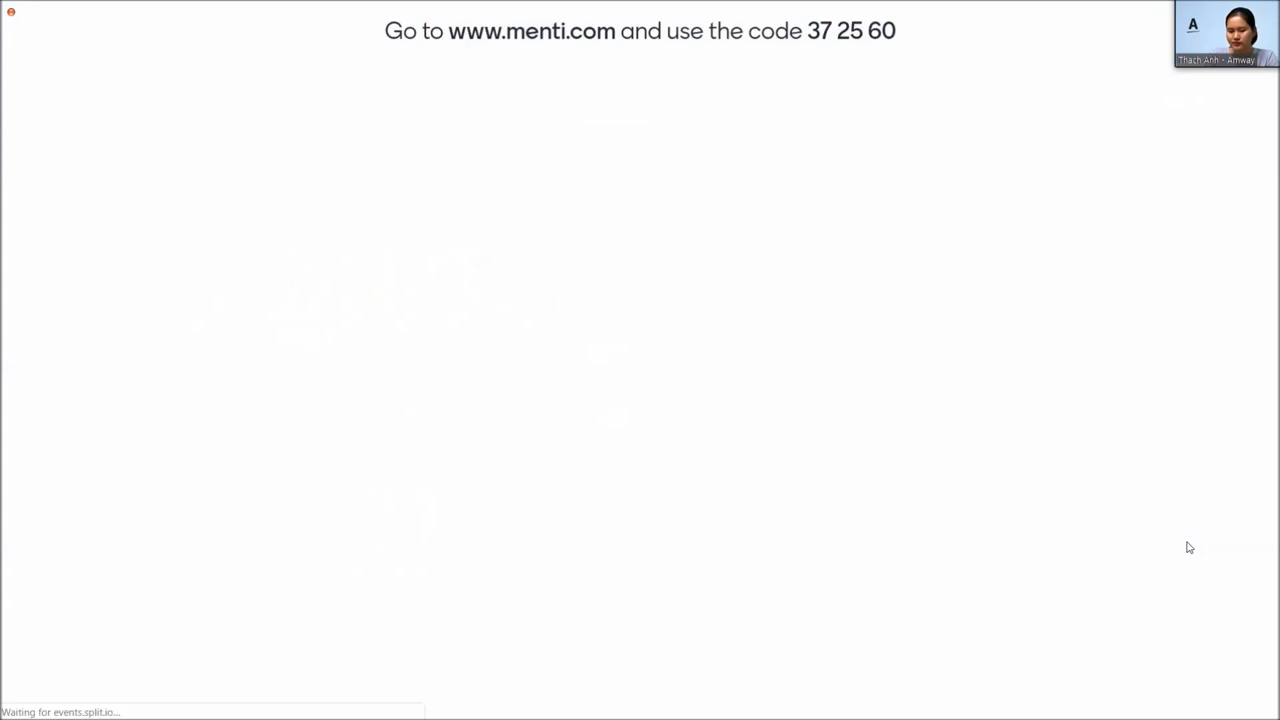 Go to www.menti.com and use the code 37 25 60
A
Thach Anh - Amway
Waiting for events.split.io...